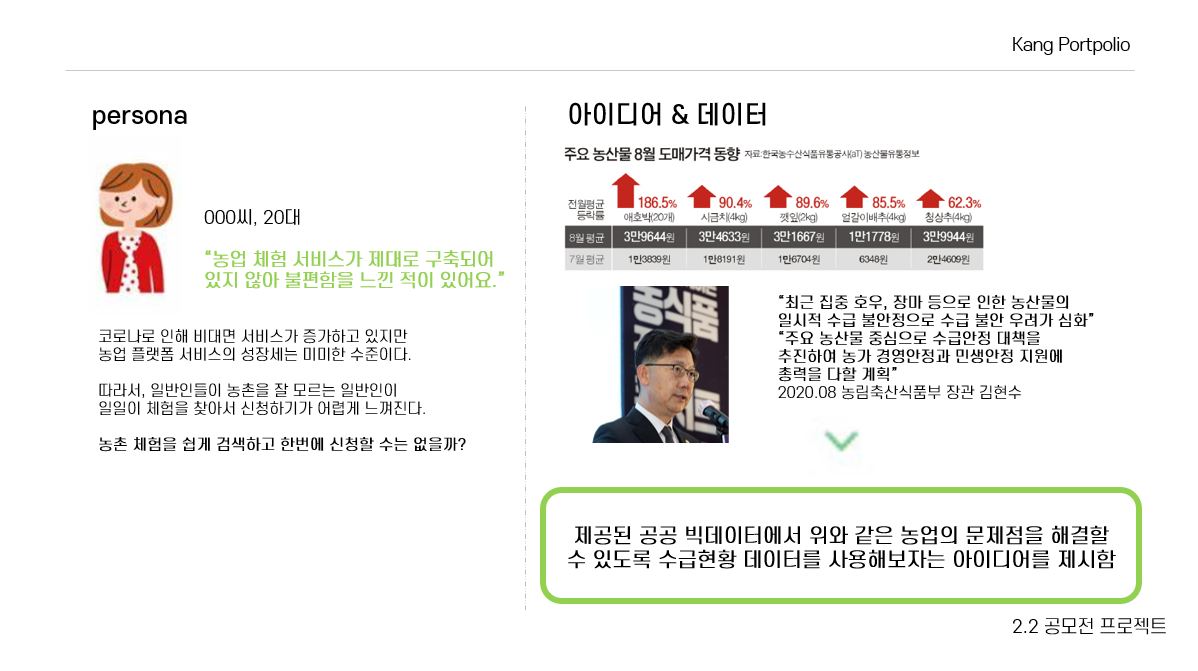 Kang Portpolio
persona
000씨, 20대
“농업 체험 서비스가 제대로 구축되어
있지 않아 불편함을 느낀 적이 있어요.”
코로나로 인해 비대면 서비스가 증가하고 있지만
농업 플랫폼 서비스의 성장세는 미미한 수준이다.
따라서, 일반인들이 농촌을 잘 모르는 일반인이
일일이 체험을 찾아서 신청하기가 어렵게 느껴진다.
농촌 체험을 쉽게 검색하고 한번에 신청할 수는 없을까?
아이디어 & 데이터
주요 농산물 8월 도매가격 동향 자료:한국농수산식품유통공사(aT) 농산물유통정보
전월평균
등락률
186.5% 90.4% 89.6% 85.5% 62.3%
애호박(20개) 시금치(4kg) 깻잎(2kg) 얼갈이배추(4kg) 청상추(4kg)
8월 평균 3만9644원 3만4633원 3만1667원 1만1778원 3만9944원
7월 평균 1만3839원 1만8191원 1만6704원 6348원 2만4609원
농식품
“최근 집중 호우, 장마 등으로 인한 농산물의
일시적 수급 불안정으로 수급 불안 우려가 심화”
“주요 농산물 중심으로 수급안정 대책을
추진하여 농가 경영안정과 민생안정 지원에
총력을 다할 계획”
2020.08 농림축산식품부 장관 김현수
제공된 공공 빅데이터에서 위와 같은 농업의 문제점을 해결할
수 있도록 수급현황 데이터를 사용해보자는 아이디어를 제시함
2.2 공모전 프로젝트